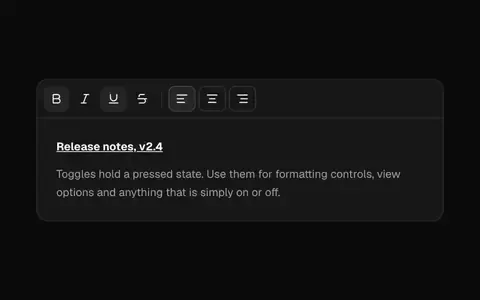 B I U S
Release notes, v2.4
Toggles hold a pressed state. Use them for formatting controls, view
options and anything that is simply on or off.